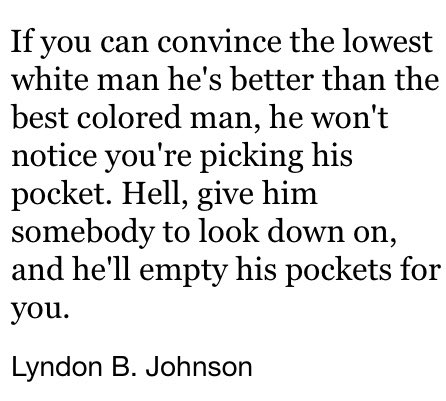 If you can convince the lowest
white man he's better than the
best colored man, he won't
notice you're picking his
pocket. Hell, give him
somebody to look down on,
and he'll empty his pockets for
you.
Lyndon B. Johnson